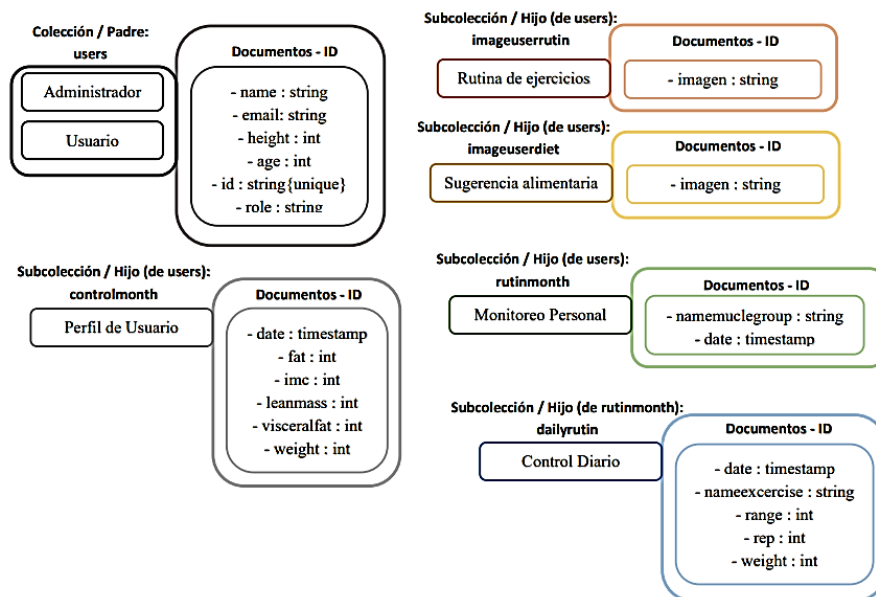 Colección / Padre:
users
Administrador
Usuario
Documentos - ID
- name : string
- email: string
- height : int
- age : int
- id : string{unique}
- role : string
Subcolección / Hijo (de users):
controlmonth
Perfil de Usuario
Documentos - ID
- date : timestamp
- fat : int
- imc : int
- leanmass : int
- visceralfat : int
- weight : int
Subcolección / Hijo (de users):
imageuserrutin
Rutina de ejercicios
Documentos - ID
- imagen : string
Subcolección / Hijo (de users):
imageuserdiet
Sugerencia alimentaria
Documentos - ID
- imagen : string
Subcolección / Hijo (de users):
rutinmonth
Monitoreo Personal
Documentos - ID
- namemuclegroup : string
- date : timestamp
Subcolección / Hijo (de rutinmonth):
dailyrutin
Control Diario
Documentos - ID
- date : timestamp
- nameexcercise : string
- range : int
- rep : int
- weight : int